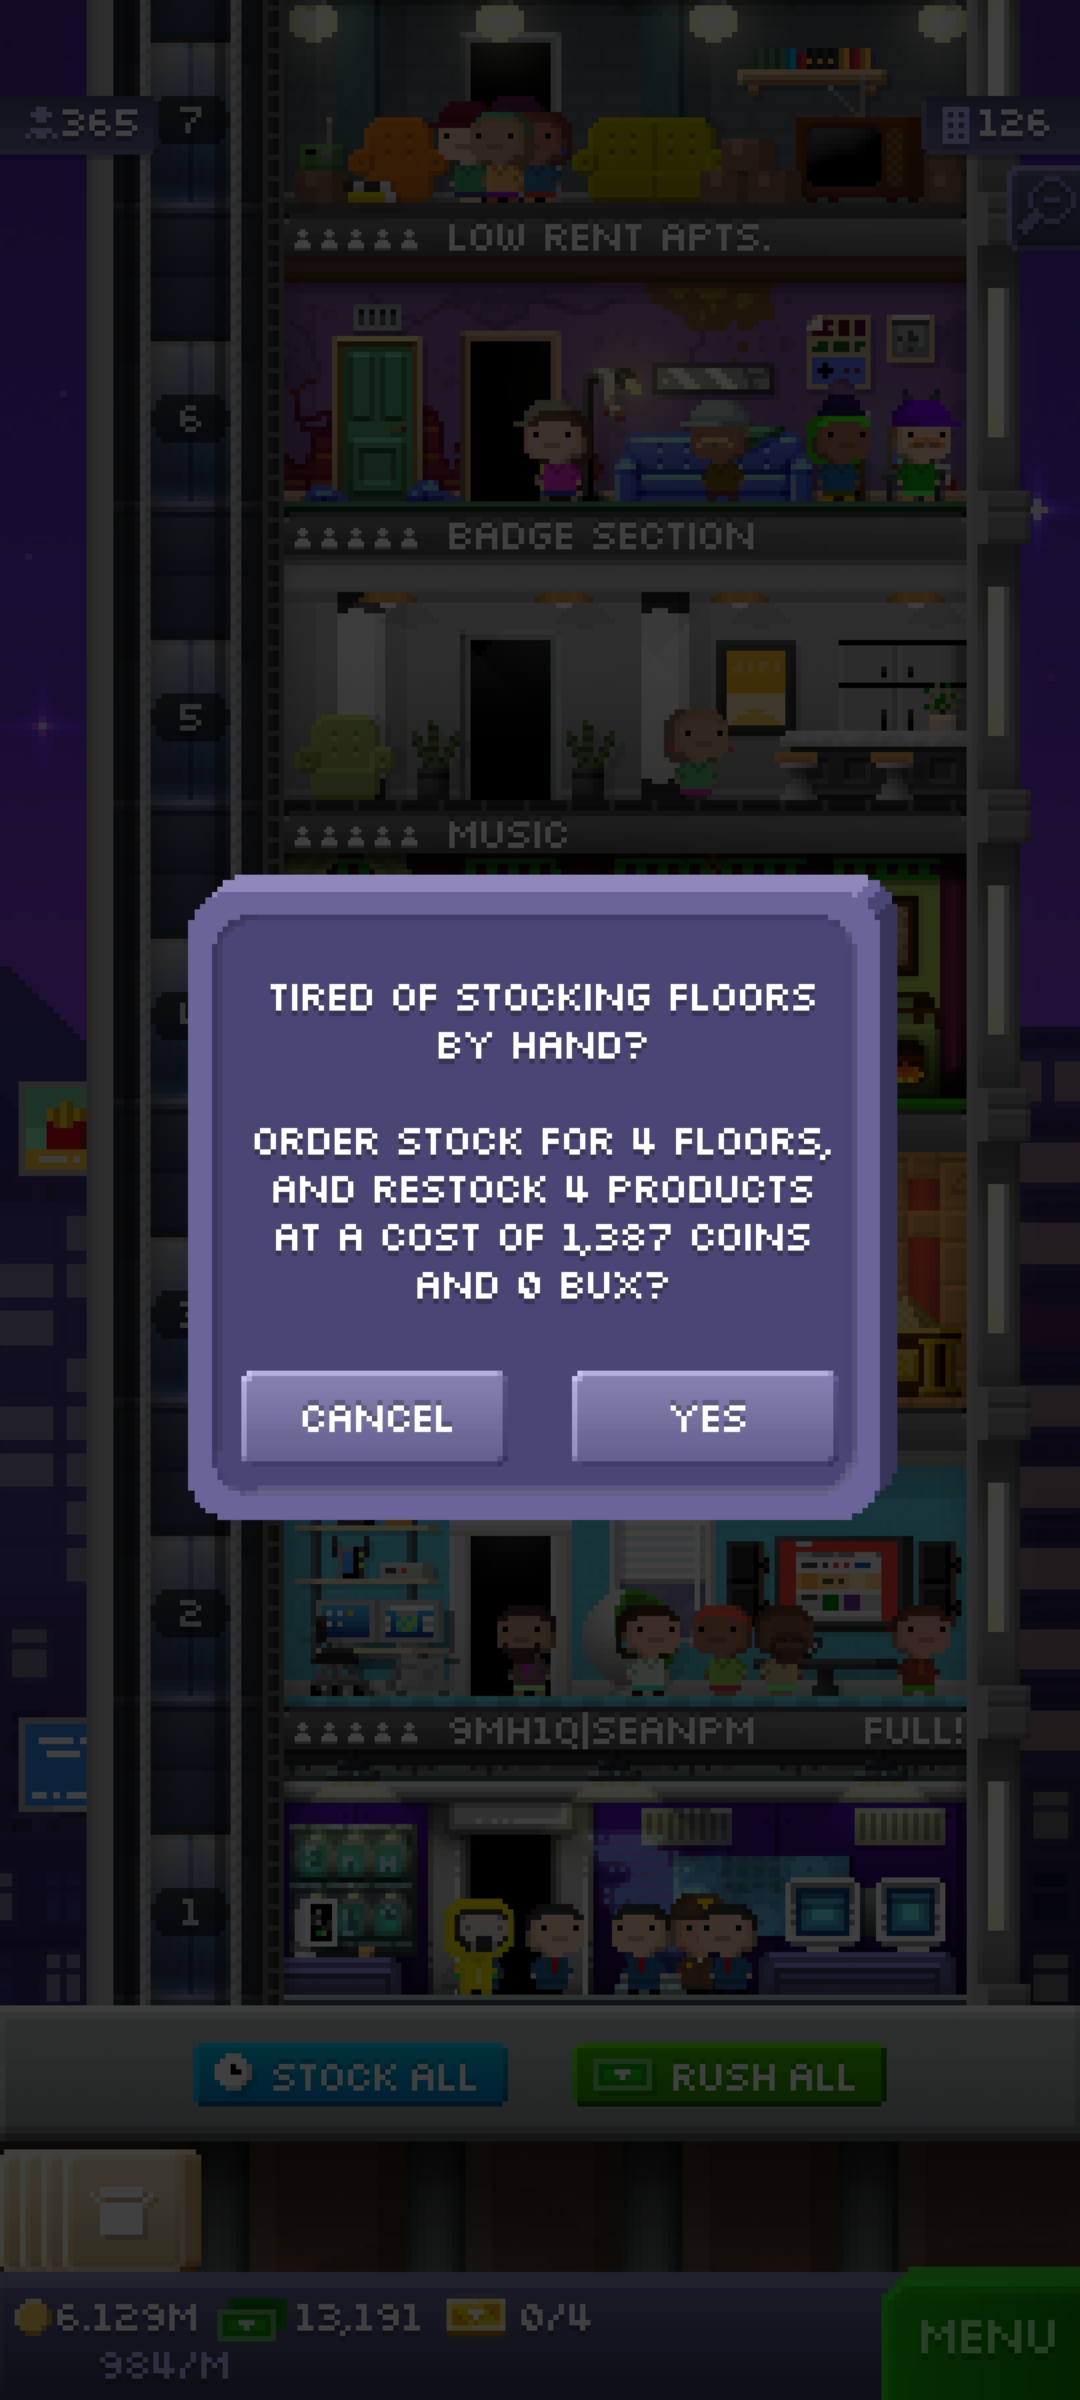 365
7
126
LOW RENT APTS.
6
BADGE SECTION
5
MUSIC
TIRED OF STOCKING FLOORS
BY HAND?
ORDER STOCK FOR 4 FLOORS,
AND RESTOCK 4 PRODUCTS
AT A COST OF 1,387 COINS
AND 0 BUX?
CANCEL
YES
2
9MH1Q|SEANPM
FULL!
1
STOCK ALL
RUSH ALL
6.129M
13,191
0/4
984/M
MENU